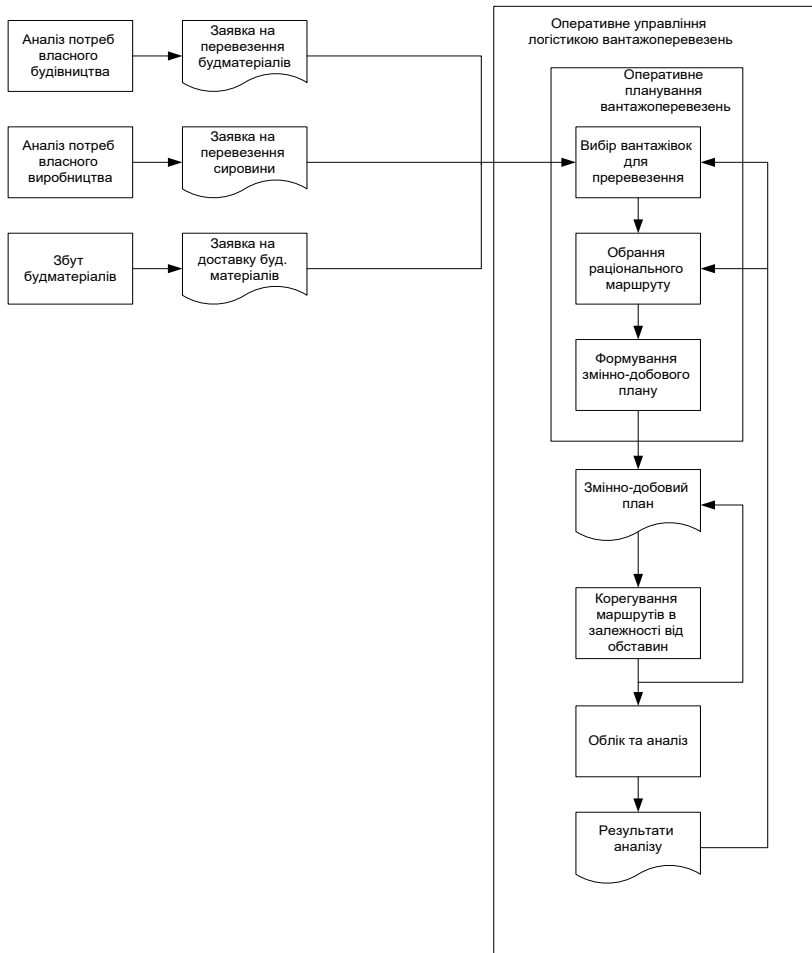 Оперативне управління
логістикою вантажоперевезень
Аналіз потреб
власного
будівництва
Заявка на
перевезення
будматеріалів
Оперативне
планування
вантажоперевезень
Аналіз потреб
власного
виробництва
Заявка на
перевезення
сировини
Вибір вантажівок
для
преревезення
Збут
будматеріалів
Заявка на
доставку буд.
матеріалів
Обрання
раціонального
маршруту
Формування
змінно-добового
плану
Змінно-добовий
план
Корегування
маршрутів в
залежності від
обставин
Облік та аналіз
Результати
аналізу